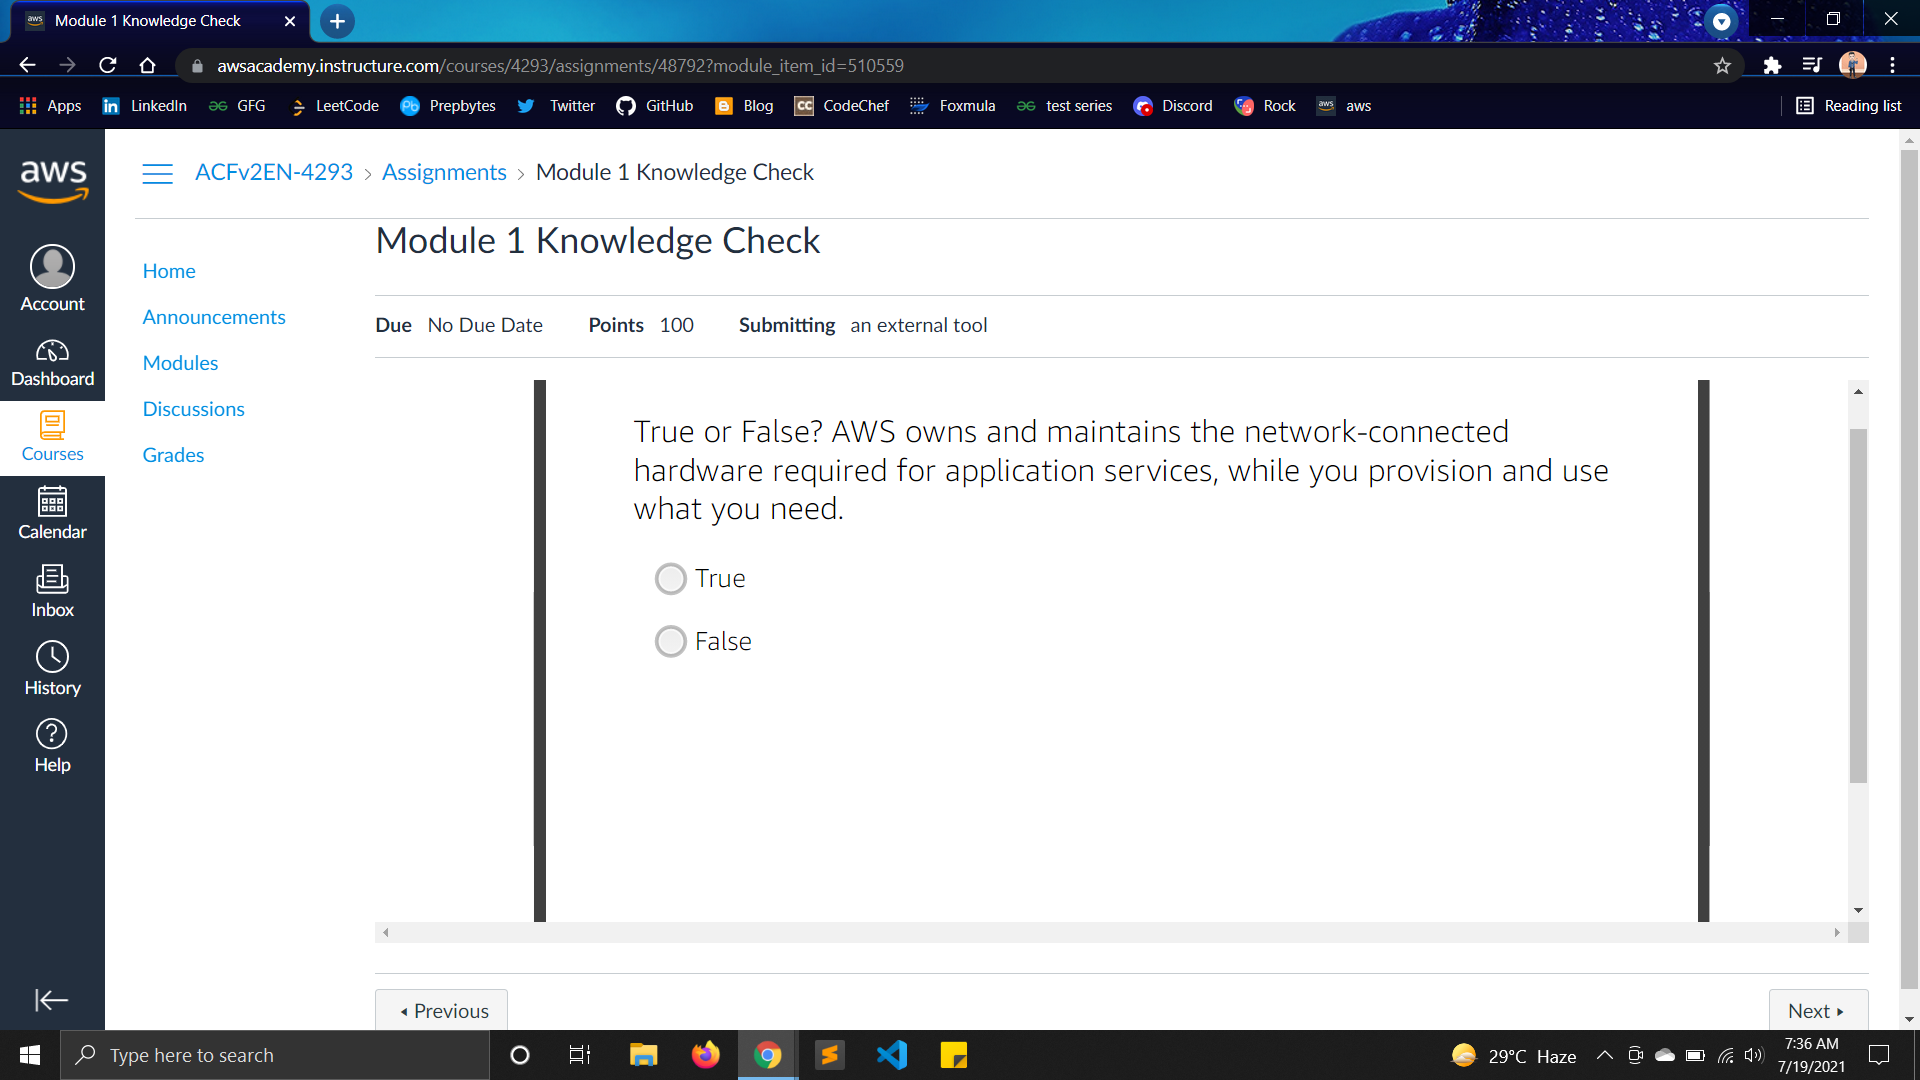 aws Module 1 Knowledge Check
awsacademy.instructure.com/courses/4293/assignments/48792?module_item_id=510559
Apps LinkedIn GFG LeetCode Prepbytes Twitter GitHub Blog CodeChef Foxmula test series Discord Rock aws aws Reading list
aws
ACFv2EN-4293 > Assignments > Module 1 Knowledge Check
Account
Dashboard
Courses
Calendar
Inbox
History
Help
Home
Announcements
Modules
Discussions
Grades
Module 1 Knowledge Check
Due No Due Date Points 100 Submitting an external tool
True or False? AWS owns and maintains the network-connected
hardware required for application services, while you provision and use
what you need.
True
False
Previous
Next
Type here to search
29°C Haze
7:36 AM
7/19/2021